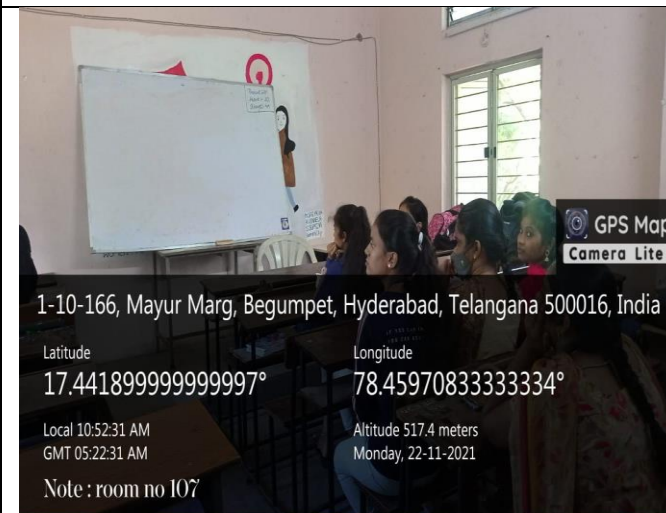 GPS Map
Camera Lite
1-10-166, Mayur Marg, Begumpet, Hyderabad, Telangana 500016, India
Latitude
17.441899999999997°
Longitude
78.45970833333334°
Local 10:52:31 AM
GMT 05:22:31 AM
Altitude 517.4 meters
Monday, 22-11-2021
Note : room no 107